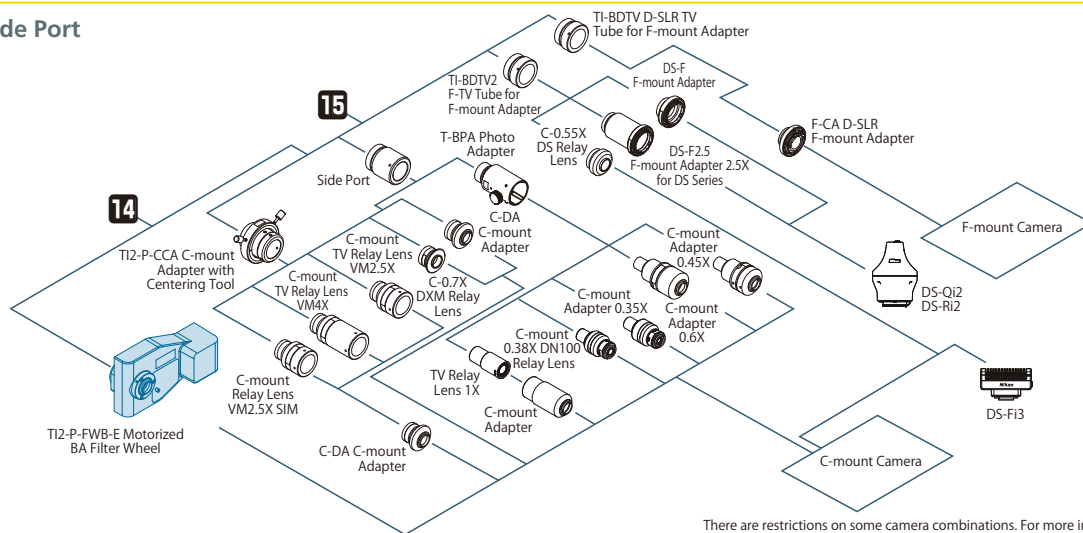 de Port
TI-BDTV D-SLR TV
Tube for F-mount Adapter
TI-BDTV2
F-TV Tube for
F-mount Adapter
DS-F
F-mount Adapter
15
C-0.55X
DS Relay
Lens
F-CA D-SLR
F-mount Adapter
T-BPA Photo
Adapter
DS-F2.5
F-mount Adapter 2.5X
for DS Series
Side Port
14
C-DA
C-mount
Adapter
F-mount Camera
TI2-P-CCA C-mount
Adapter with
Centering Tool
C-mount
TV Relay Lens
VM2.5X
C-mount
Adapter
0.45X
C-mount
TV Relay Lens
VM4X
C-0.7X
DXM Relay
Lens
C-mount
Adapter 0.35X
C-mount
Adapter
0.6X
DS-Qi2
DS-Ri2
C-mount
0.38X DN100
Relay Lens
TV Relay
Lens 1X
C-mount
Relay Lens
VM2.5X SIM
C-mount
Adapter
Nikon
DS-Fi3
TI2-P-FWB-E Motorized
BA Filter Wheel
C-DA C-mount
Adapter
C-mount Camera
There are restrictions on some camera combinations. For more in